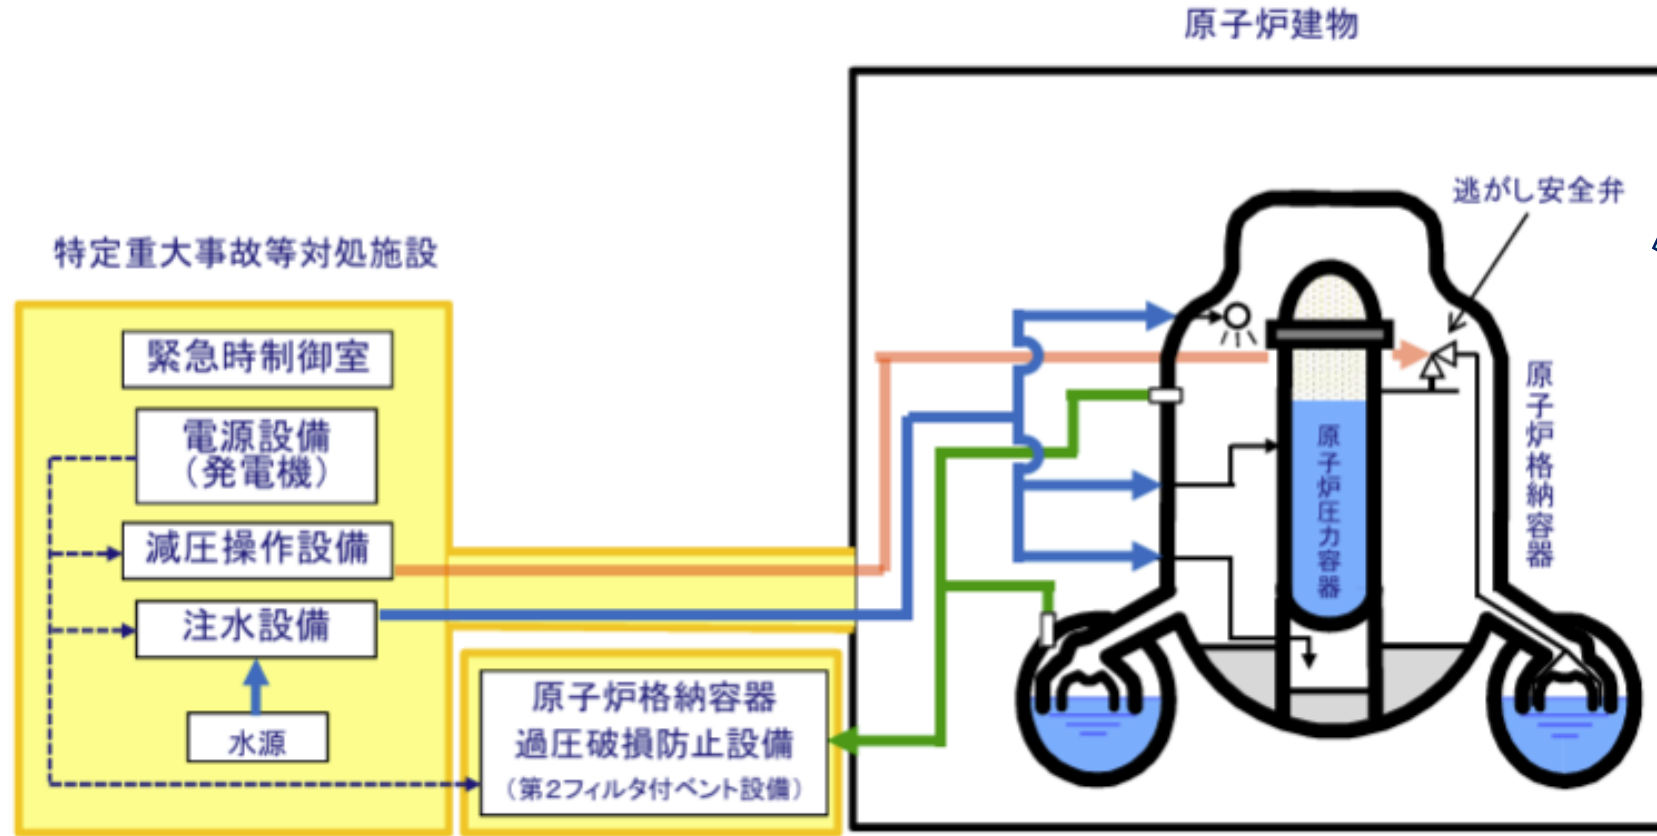 原子炉建物
逃がし安全弁
特定重大事故等対処施設
緊急時制御室
電源設備
（発電機）
減圧操作設備
注水設備
水源
原子炉格納容器
過圧破損防止設備
（第2フィルタ付ベント設備）
原子炉圧力容器
原子炉格納容器